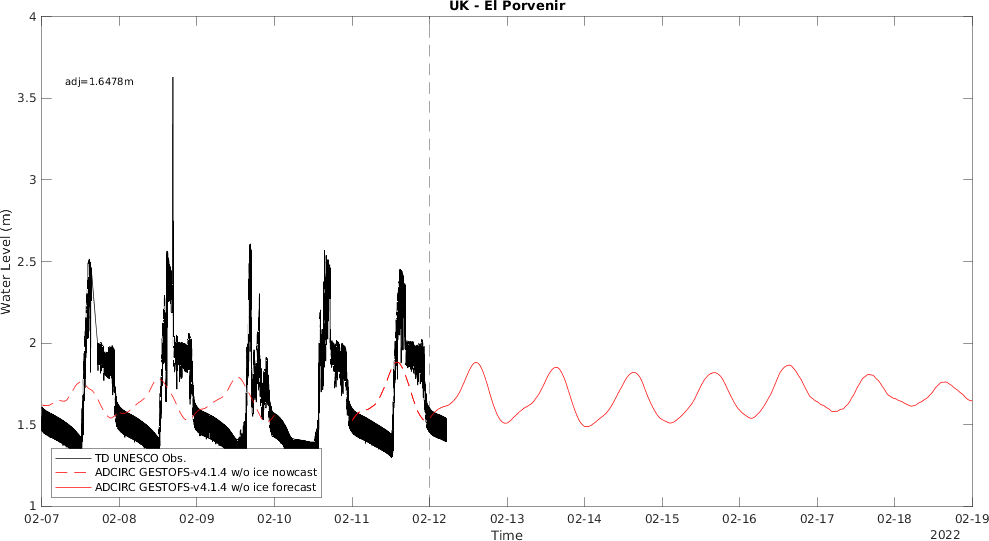 UK - El Porvenir
4
adj=1.6478m
3.5
3
2.5
Water Level (m)
2
1.5
TD UNESCO Obs.
ADCIRC GESTOFS-v4.1.4 w/o ice nowcast
ADCIRC GESTOFS-v4.1.4 w/o ice forecast
1
02-07 02-08 02-09 02-10 02-11 02-12 02-13 02-14 02-15 02-16 02-17 02-18 02-19
Time
2022